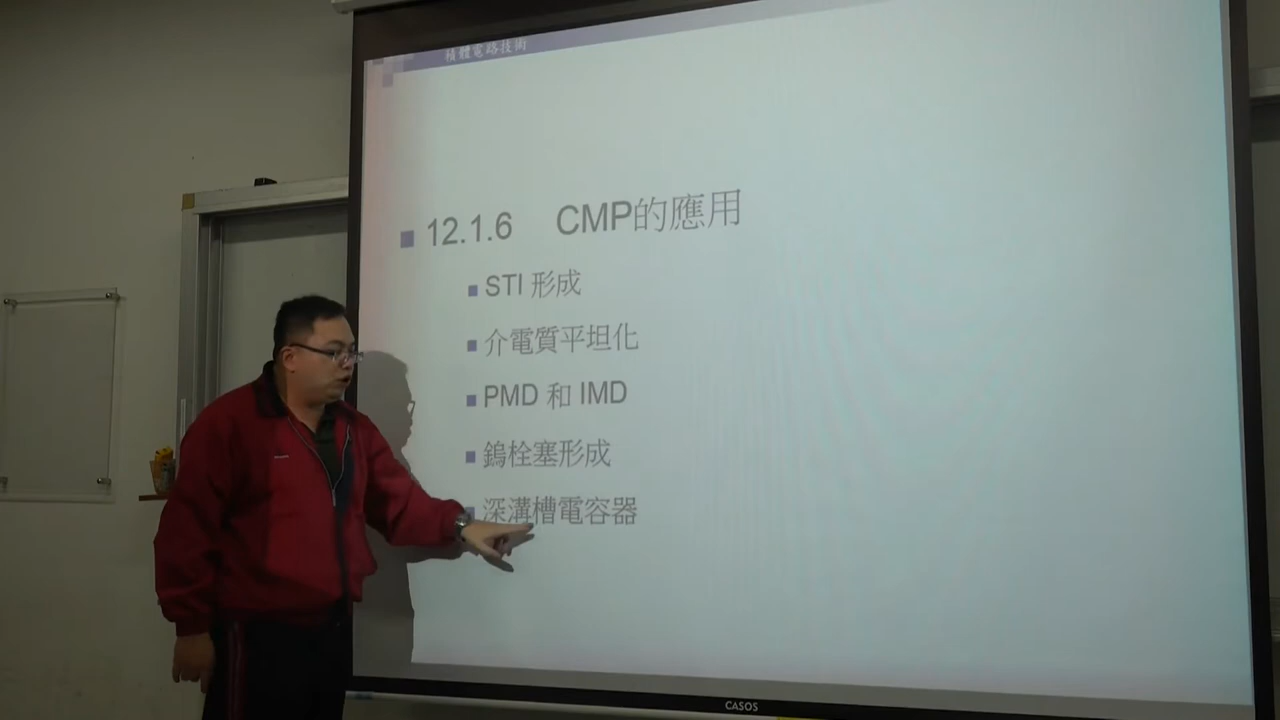 積體電路技術
12.1.6 CMP的應用
STI 形成
介電質平坦化
PMD 和 IMD
鎢栓塞形成
深溝槽電容器
CASOS